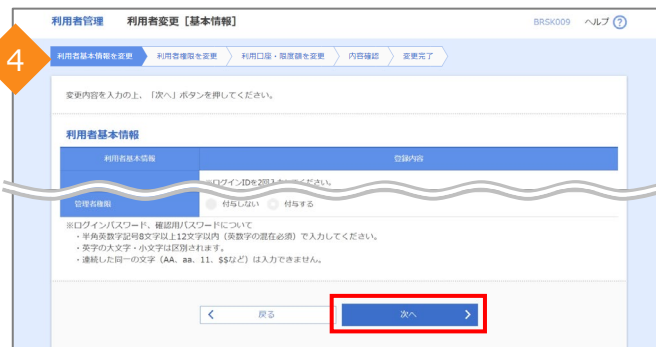 利用者管理 利用者変更［基本情報］ BRSK009 ヘルプ ?
4
利用者基本情報を変更 利用者権限を変更 利用口座・限度額を変更 内容確認 変更完了
変更内容を入力の上、「次へ」ボタンを押してください。
利用者基本情報
利用者基本情報 登録内容
※ログインIDを2回入力してください。
管理者権限 付与しない 付与する
※ログインパスワード、確認用パスワードについて
・半角英数字記号8文字以上12文字以内（英数字の混在必須）で入力してください。
・英字の大文字・小文字は区別されます。
・連続した同一の文字（AA、aa、11、$$など）は入力できません。
戻る 次へ